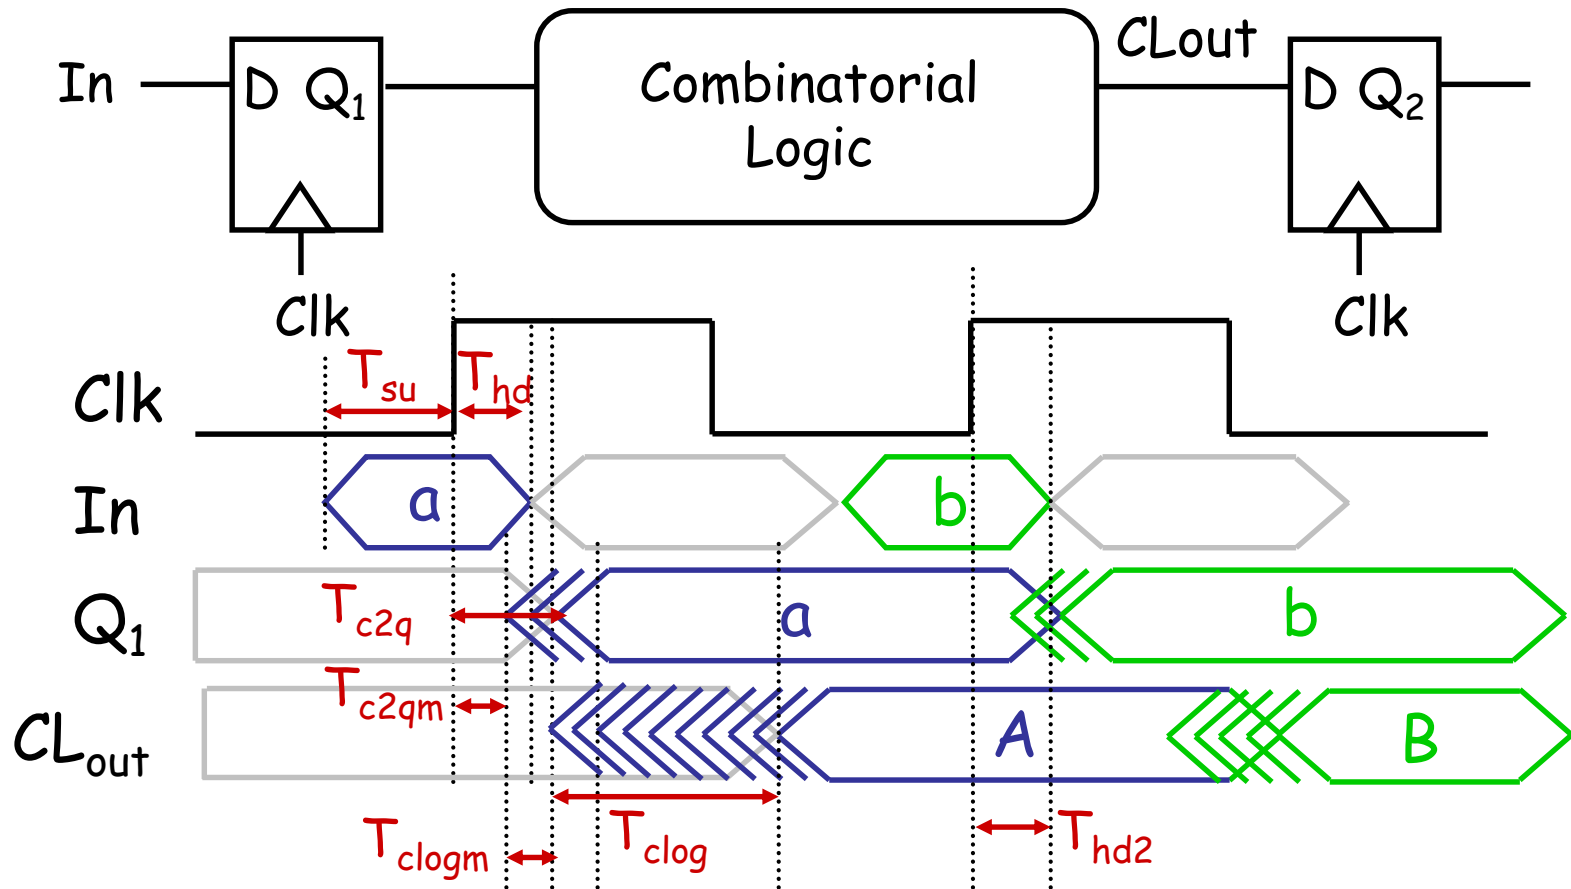 In
D Q1
Combinatorial
Logic
CLout
D Q2
Clk
Clk
Clk
Tsu
Thd
In
a
b
Q1
Tc2q
a
b
Tc2qm
CLout
A
B
Tclogm
Tclog
Thd2